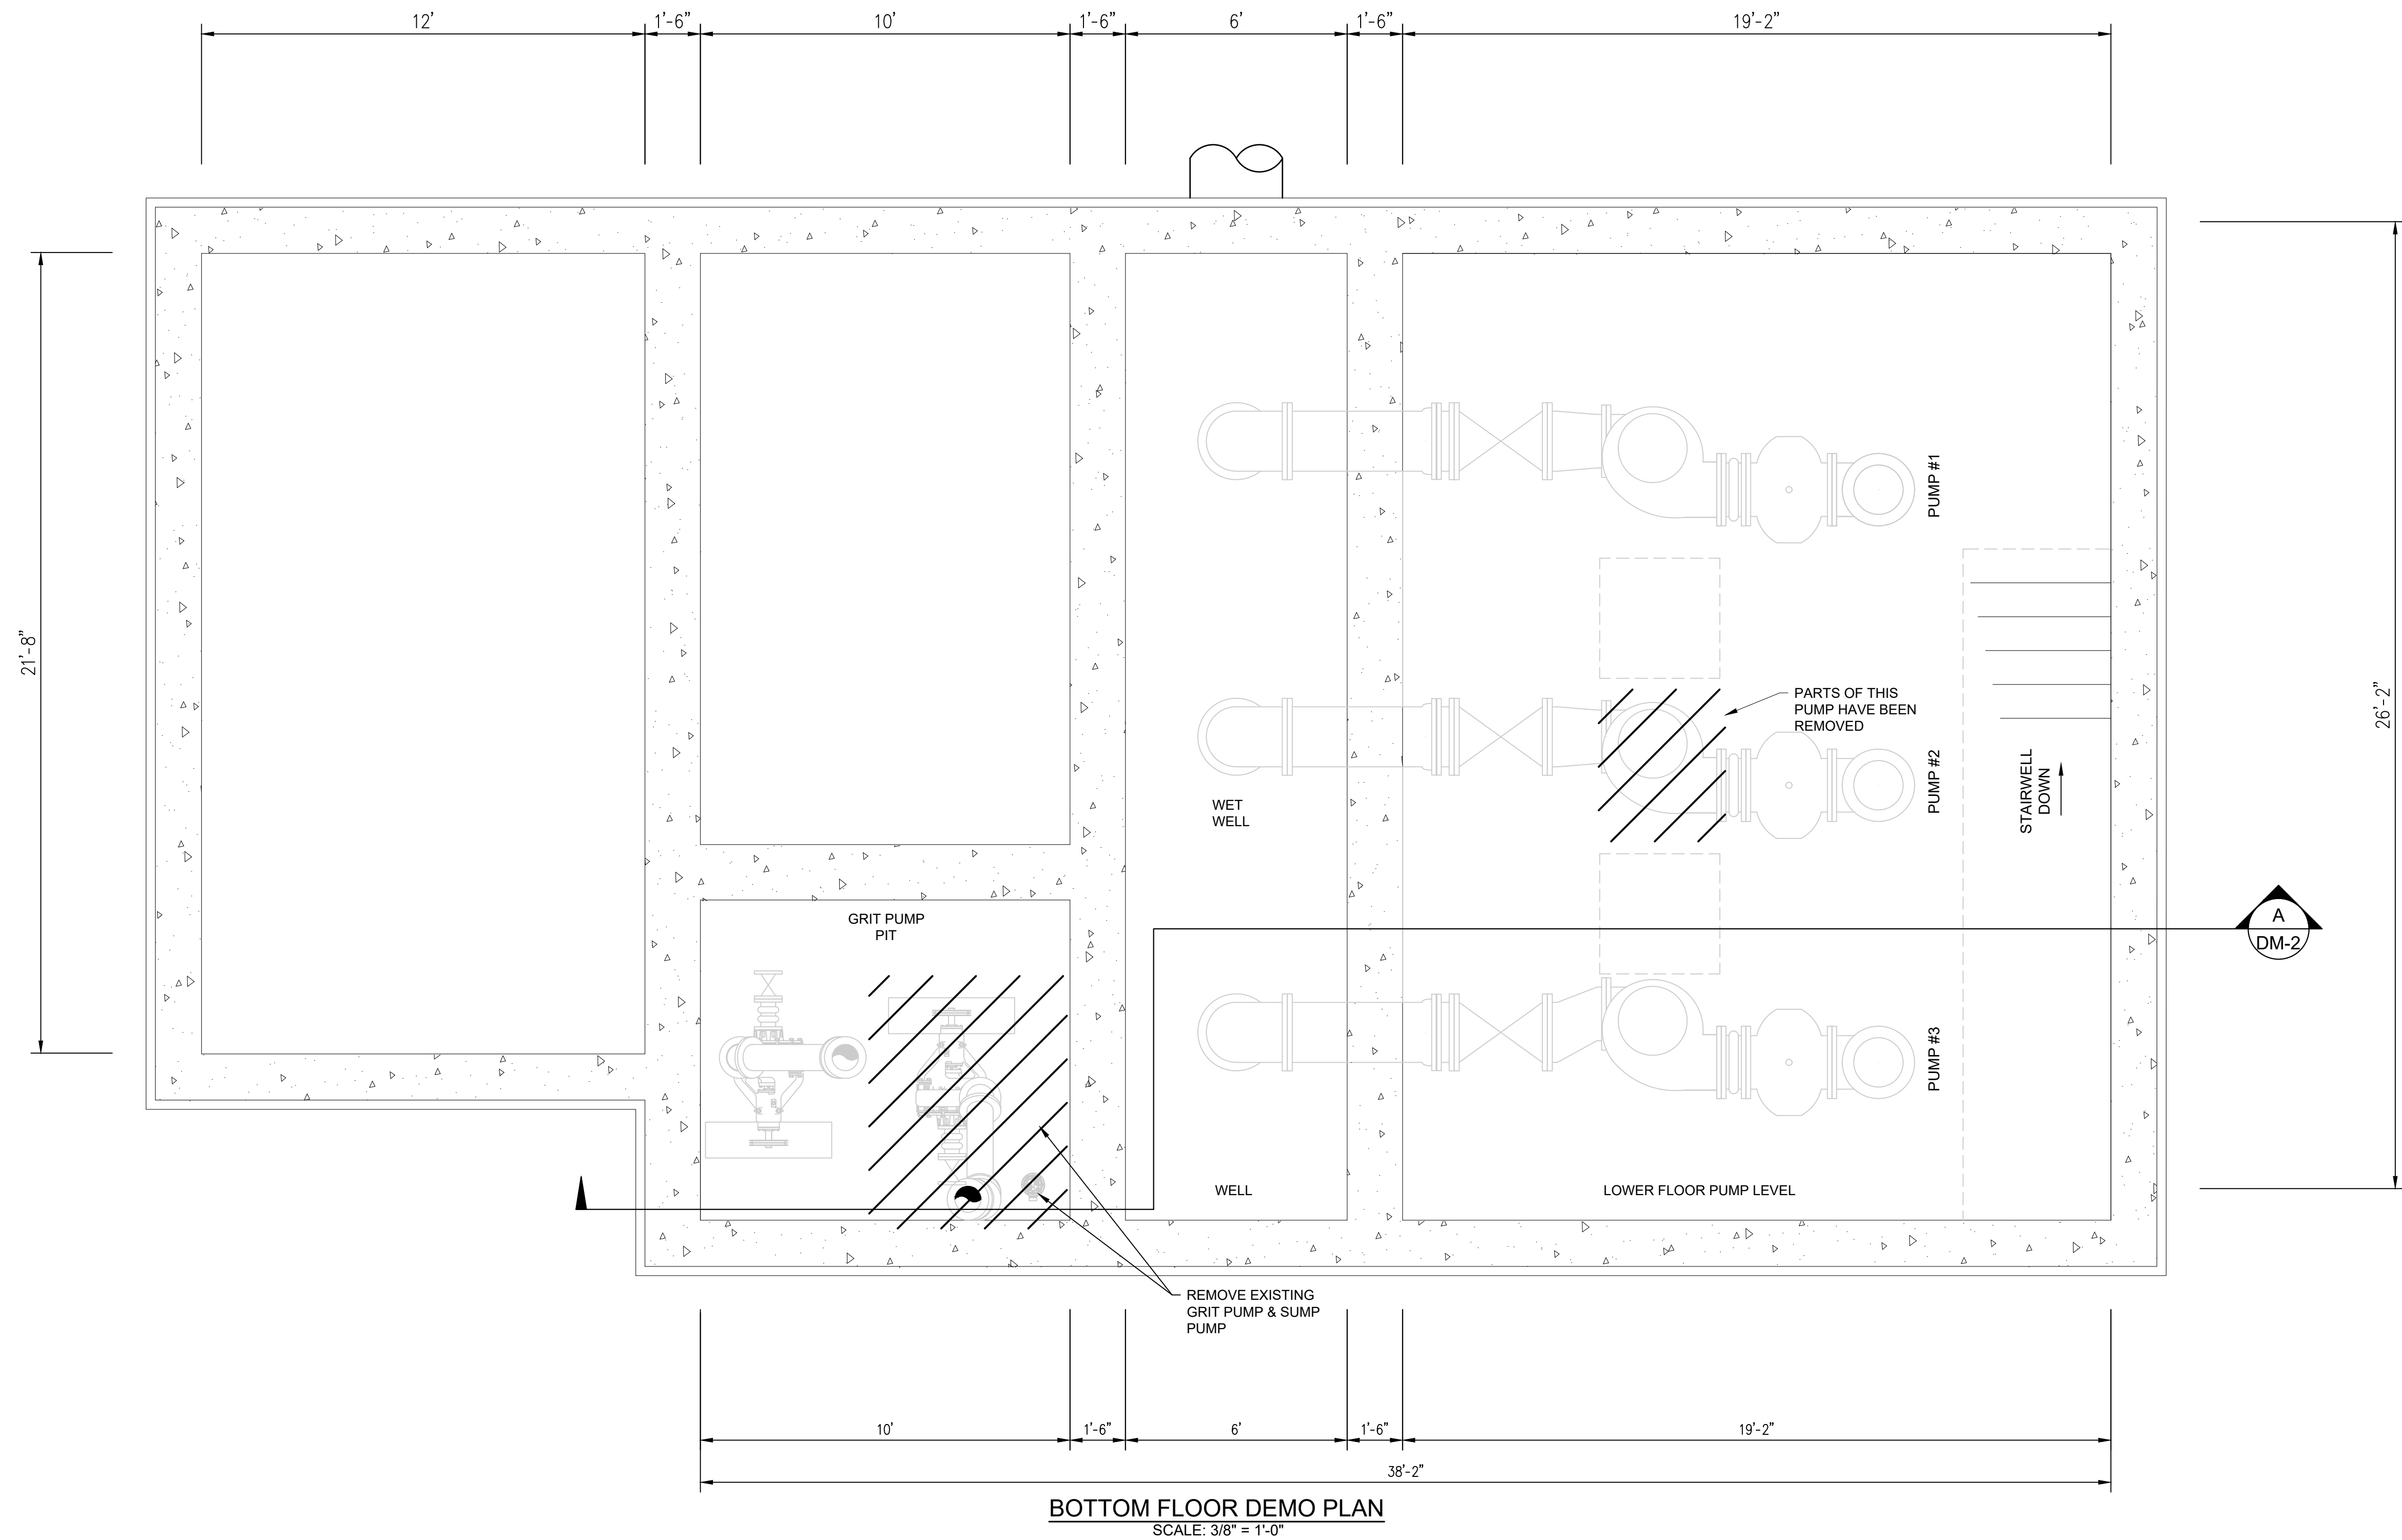 12'
1'-6"
10'
1'-6"
6'
1'-6"
19'-2"
21'-8"
26'-2"
PUMP #1
PARTS OF THIS
PUMP HAVE BEEN
REMOVED
PUMP #2
STAIRWELL
DOWN
WET
WELL
GRIT PUMP
PIT
A
DM-2
PUMP #3
WELL
LOWER FLOOR PUMP LEVEL
REMOVE EXISTING
GRIT PUMP & SUMP
PUMP
10'
1'-6"
6'
1'-6"
19'-2"
38'-2"
BOTTOM FLOOR DEMO PLAN
SCALE: 3/8" = 1'-0"